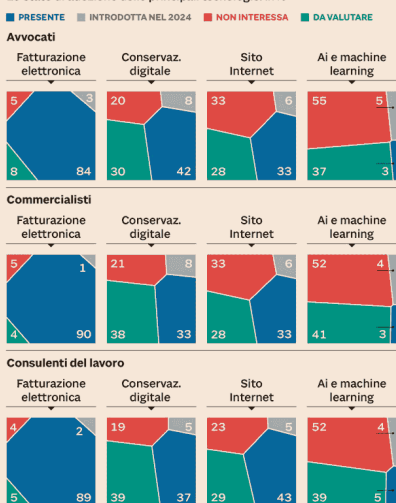 PRESENTE INTRODOTTA NEL 2024 NON INTERESSA DA VALUTARE
Avvocati
Fatturazione elettronica
Conservaz. digitale
Sito Internet
Ai e machine learning
5 3 8 84
20 8 30 42
33 6 28 33
55 5 37 3
Commercialisti
Fatturazione elettronica
Conservaz. digitale
Sito Internet
Ai e machine learning
5 1 4 90
21 8 38 33
33 6 28 33
52 4 41 3
Consulenti del lavoro
Fatturazione elettronica
Conservaz. digitale
Sito Internet
Ai e machine learning
4 2 5 89
19 5 39 37
23 5 29 43
52 4 39 5